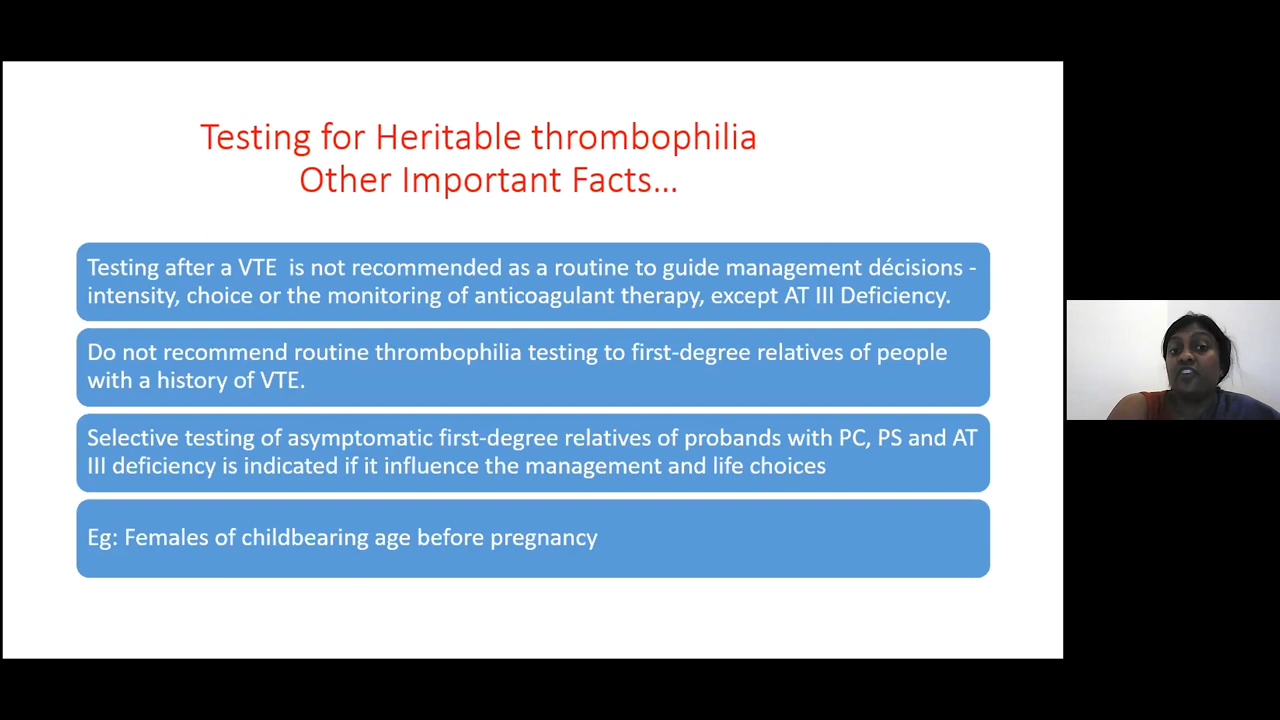 Testing for Heritable thrombophilia
Other Important Facts...
Testing after a VTE is not recommended as a routine to guide management décisions -
intensity, choice or the monitoring of anticoagulant therapy, except AT III Deficiency.
Do not recommend routine thrombophilia testing to first-degree relatives of people
with a history of VTE.
Selective testing of asymptomatic first-degree relatives of probands with PC, PS and AT
III deficiency is indicated if it influence the management and life choices
Eg: Females of childbearing age before pregnancy